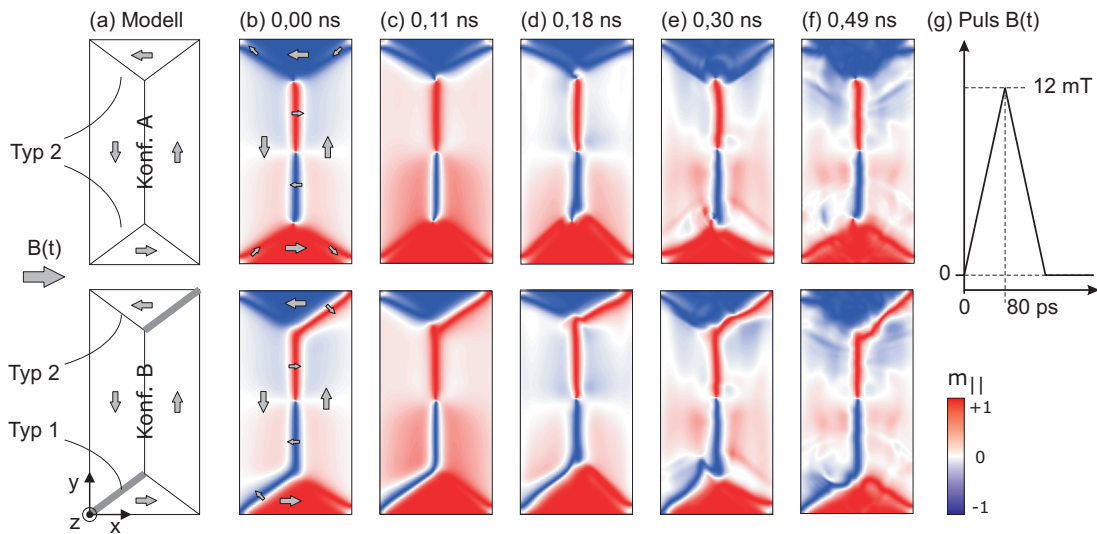 (a) Modell
(b) 0,00 ns
(c) 0,11 ns
(d) 0,18 ns
(e) 0,30 ns
(f) 0,49 ns
(g) Puls B(t)
Typ 2
Konf. A
B(t)
12 mT
0
0
80 ps
Typ 2
Konf. B
Typ 1
y
z
x
m||
+1
0
-1